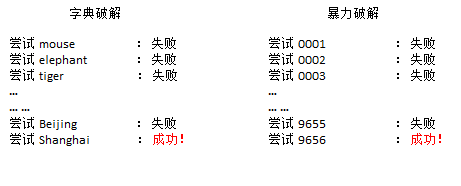 字典破解
尝试 mouse : 失败
尝试 elephant : 失败
尝试 tiger : 失败
…
… …
尝试 Beijing : 失败
尝试 Shanghai : 成功!
暴力破解
尝试 0001 : 失败
尝试 0002 : 失败
尝试 0003 : 失败
…
… …
尝试 9655 : 失败
尝试 9656 : 成功!